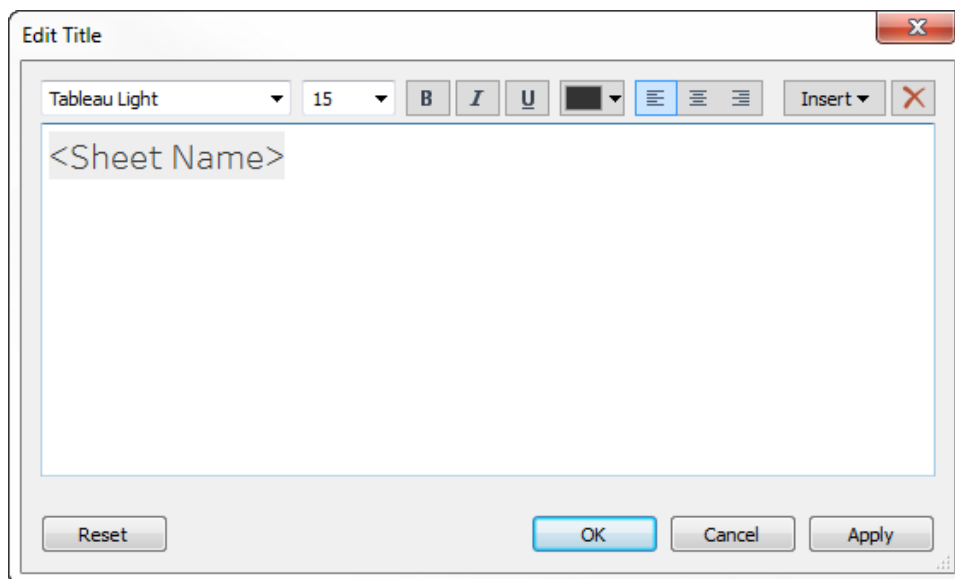 Edit Title
Tableau Light 15 B I U Insert
<Sheet Name>
Reset OK Cancel Apply